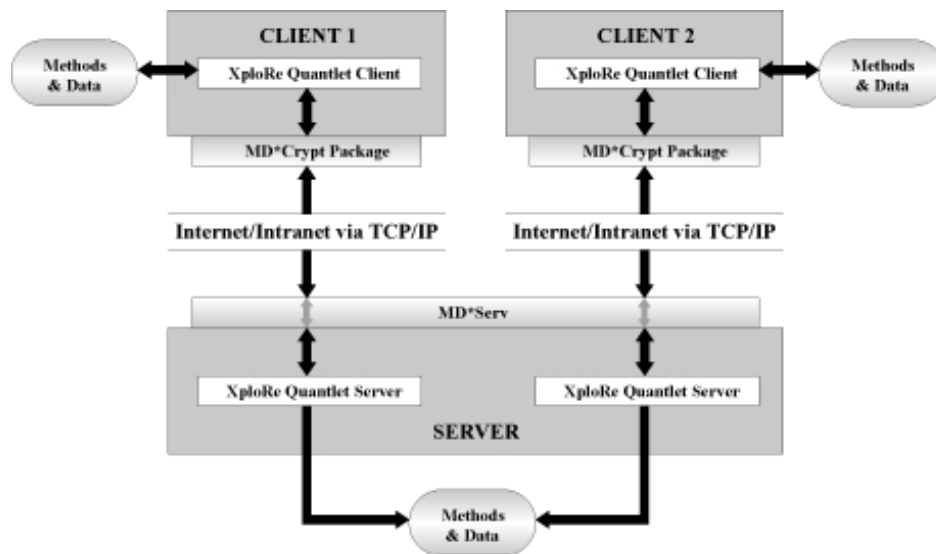 CLIENT 1
CLIENT 2
Methods
& Data
XploRe Quantlet Client
XploRe Quantlet Client
Methods
& Data
MD*Crypt Package
MD*Crypt Package
Internet/Intranet via TCP/IP
Internet/Intranet via TCP/IP
MD*Serv
XploRe Quantlet Server
XploRe Quantlet Server
SERVER
Methods
& Data